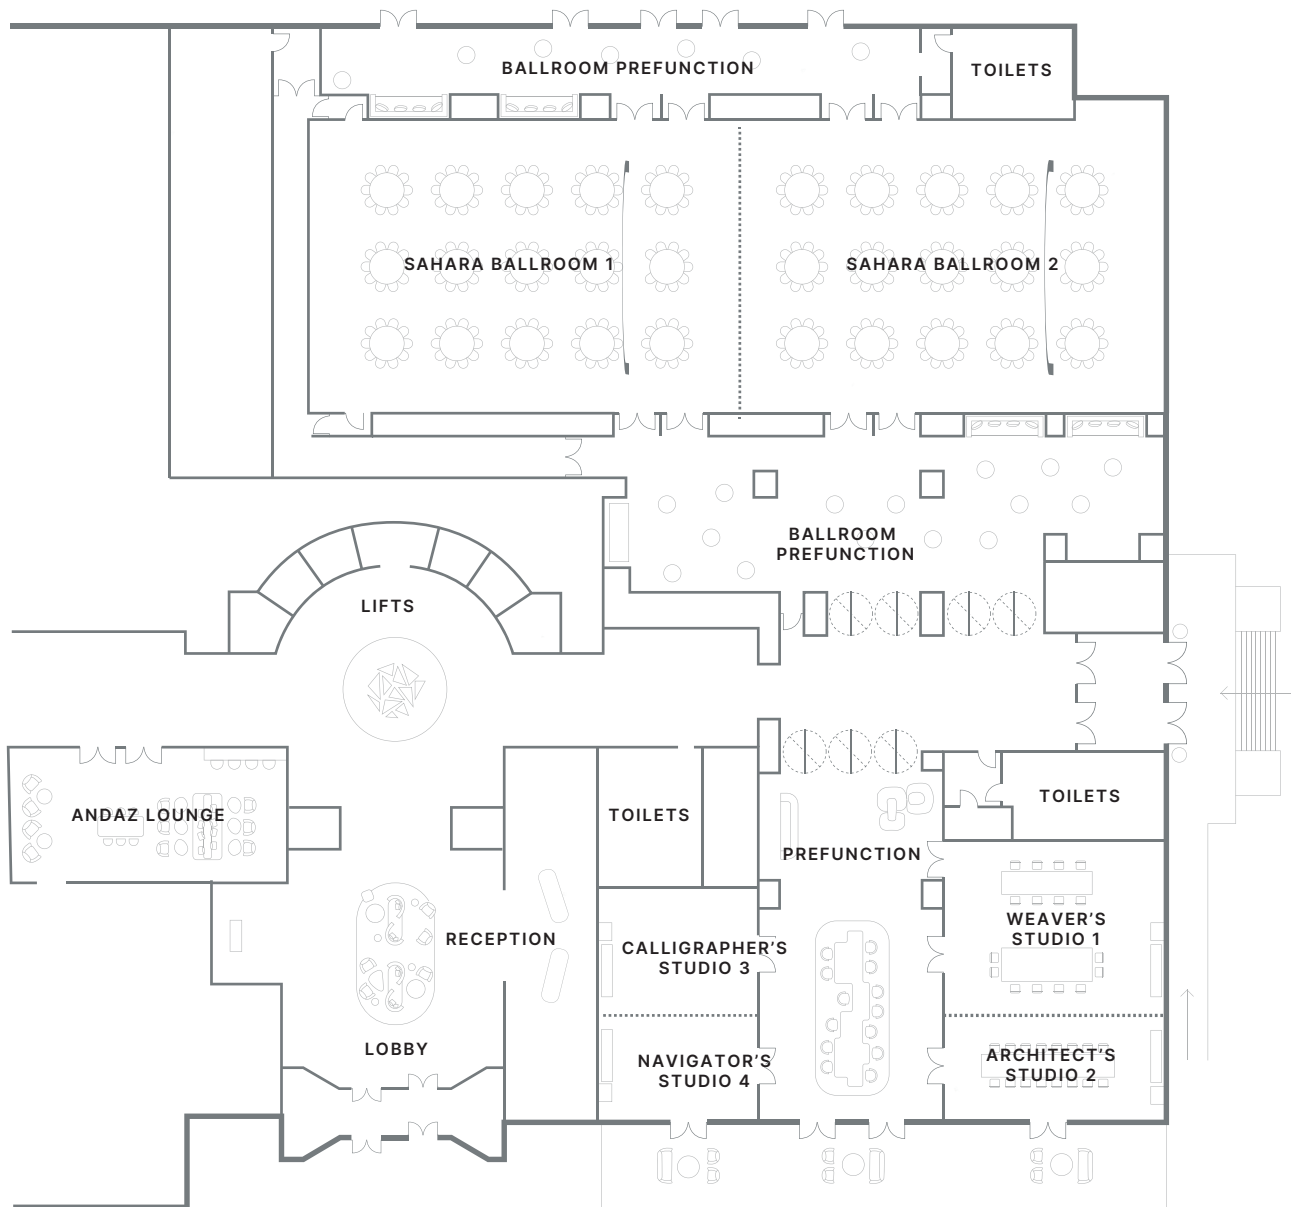 BALLROOM PREFUNCTION
TOILETS
SAHARA BALLROOM 1
SAHARA BALLROOM 2
BALLROOM
PREFUNCTION
LIFTS
TOILETS
ANDAZ LOUNGE
TOILETS
PREFUNCTION
WEAVER'S
STUDIO 1
RECEPTION
CALLIGRAPHER'S
STUDIO 3
LOBBY
NAVIGATOR'S
STUDIO 4
ARCHITECT'S
STUDIO 2